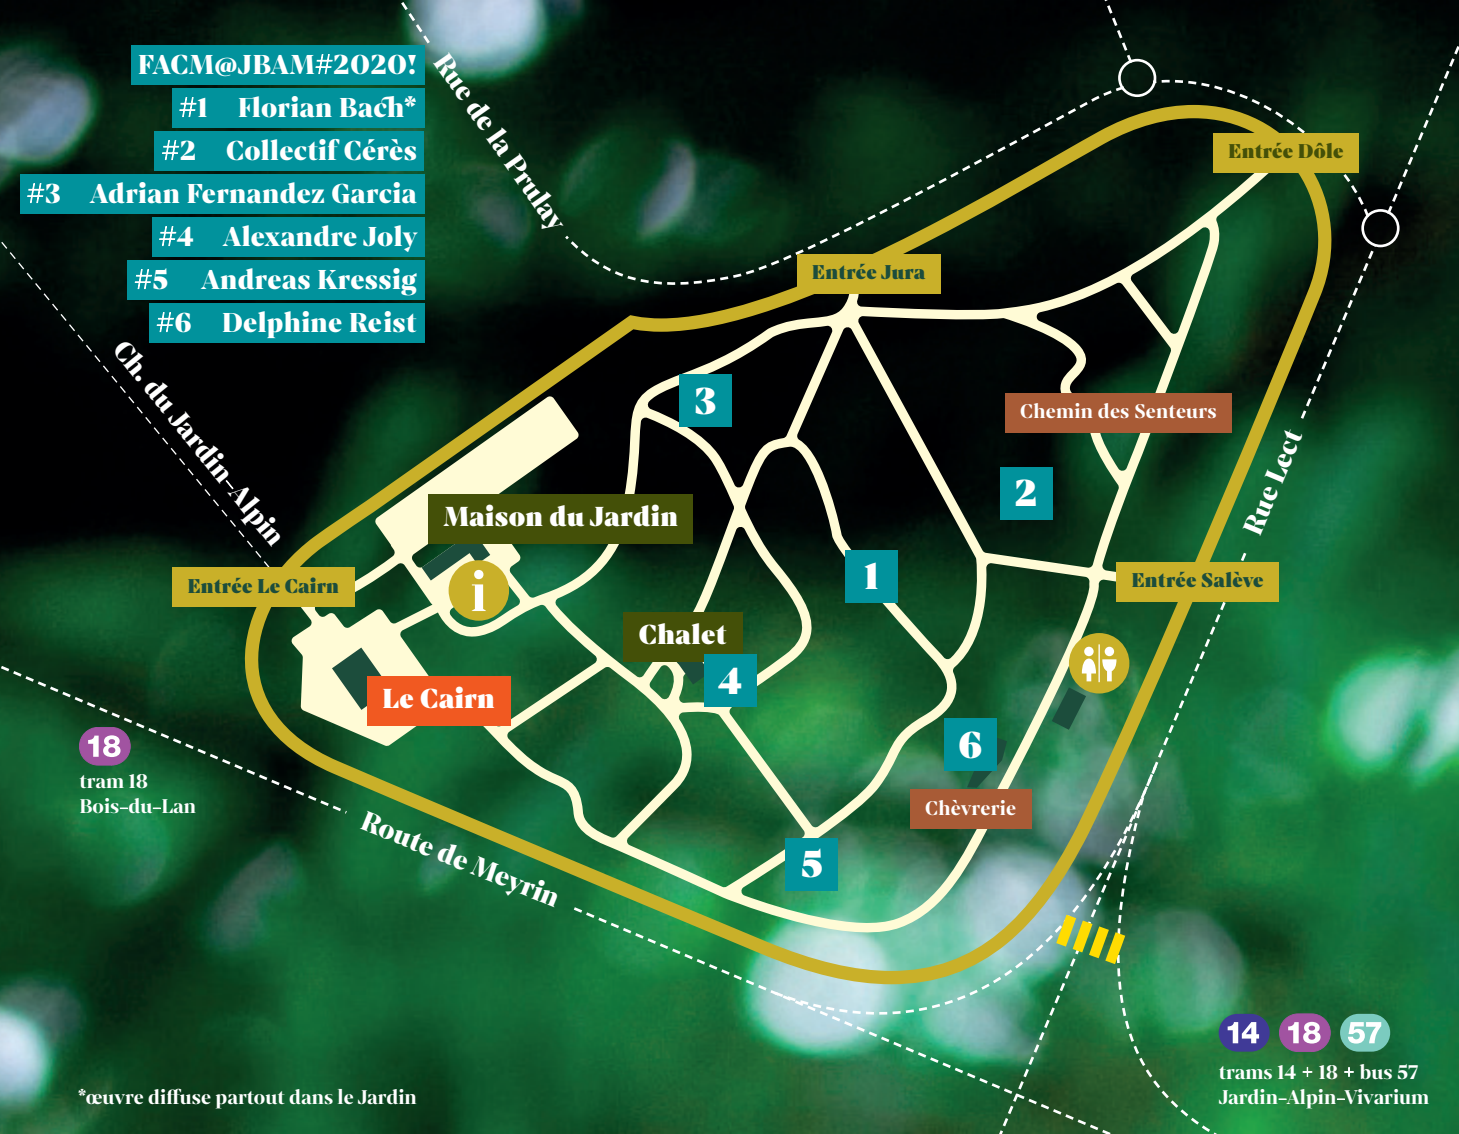 FACM@JBAM#2020!
#1 Florian Bach*
#2 Collectif Cérès
#3 Adrian Fernandez Garcia
#4 Alexandre Joly
#5 Andreas Kressig
#6 Delphine Reist
Rue de la Prulay
Entrée Dôle
Entrée Jura
Ch. du Jardin-Alpin
3
Chemin des Senteurs
Rue Lect
2
Maison du Jardin
1
Entrée Le Cairn
i
Entrée Salève
Chalet
4
Le Cairn
6
18
tram 18
Bois-du-Lan
Chèvrerie
Route de Meyrin
5
14 18 57
trams 14 + 18 + bus 57
Jardin-Alpin-Vivarium
*œuvre diffuse partout dans le Jardin